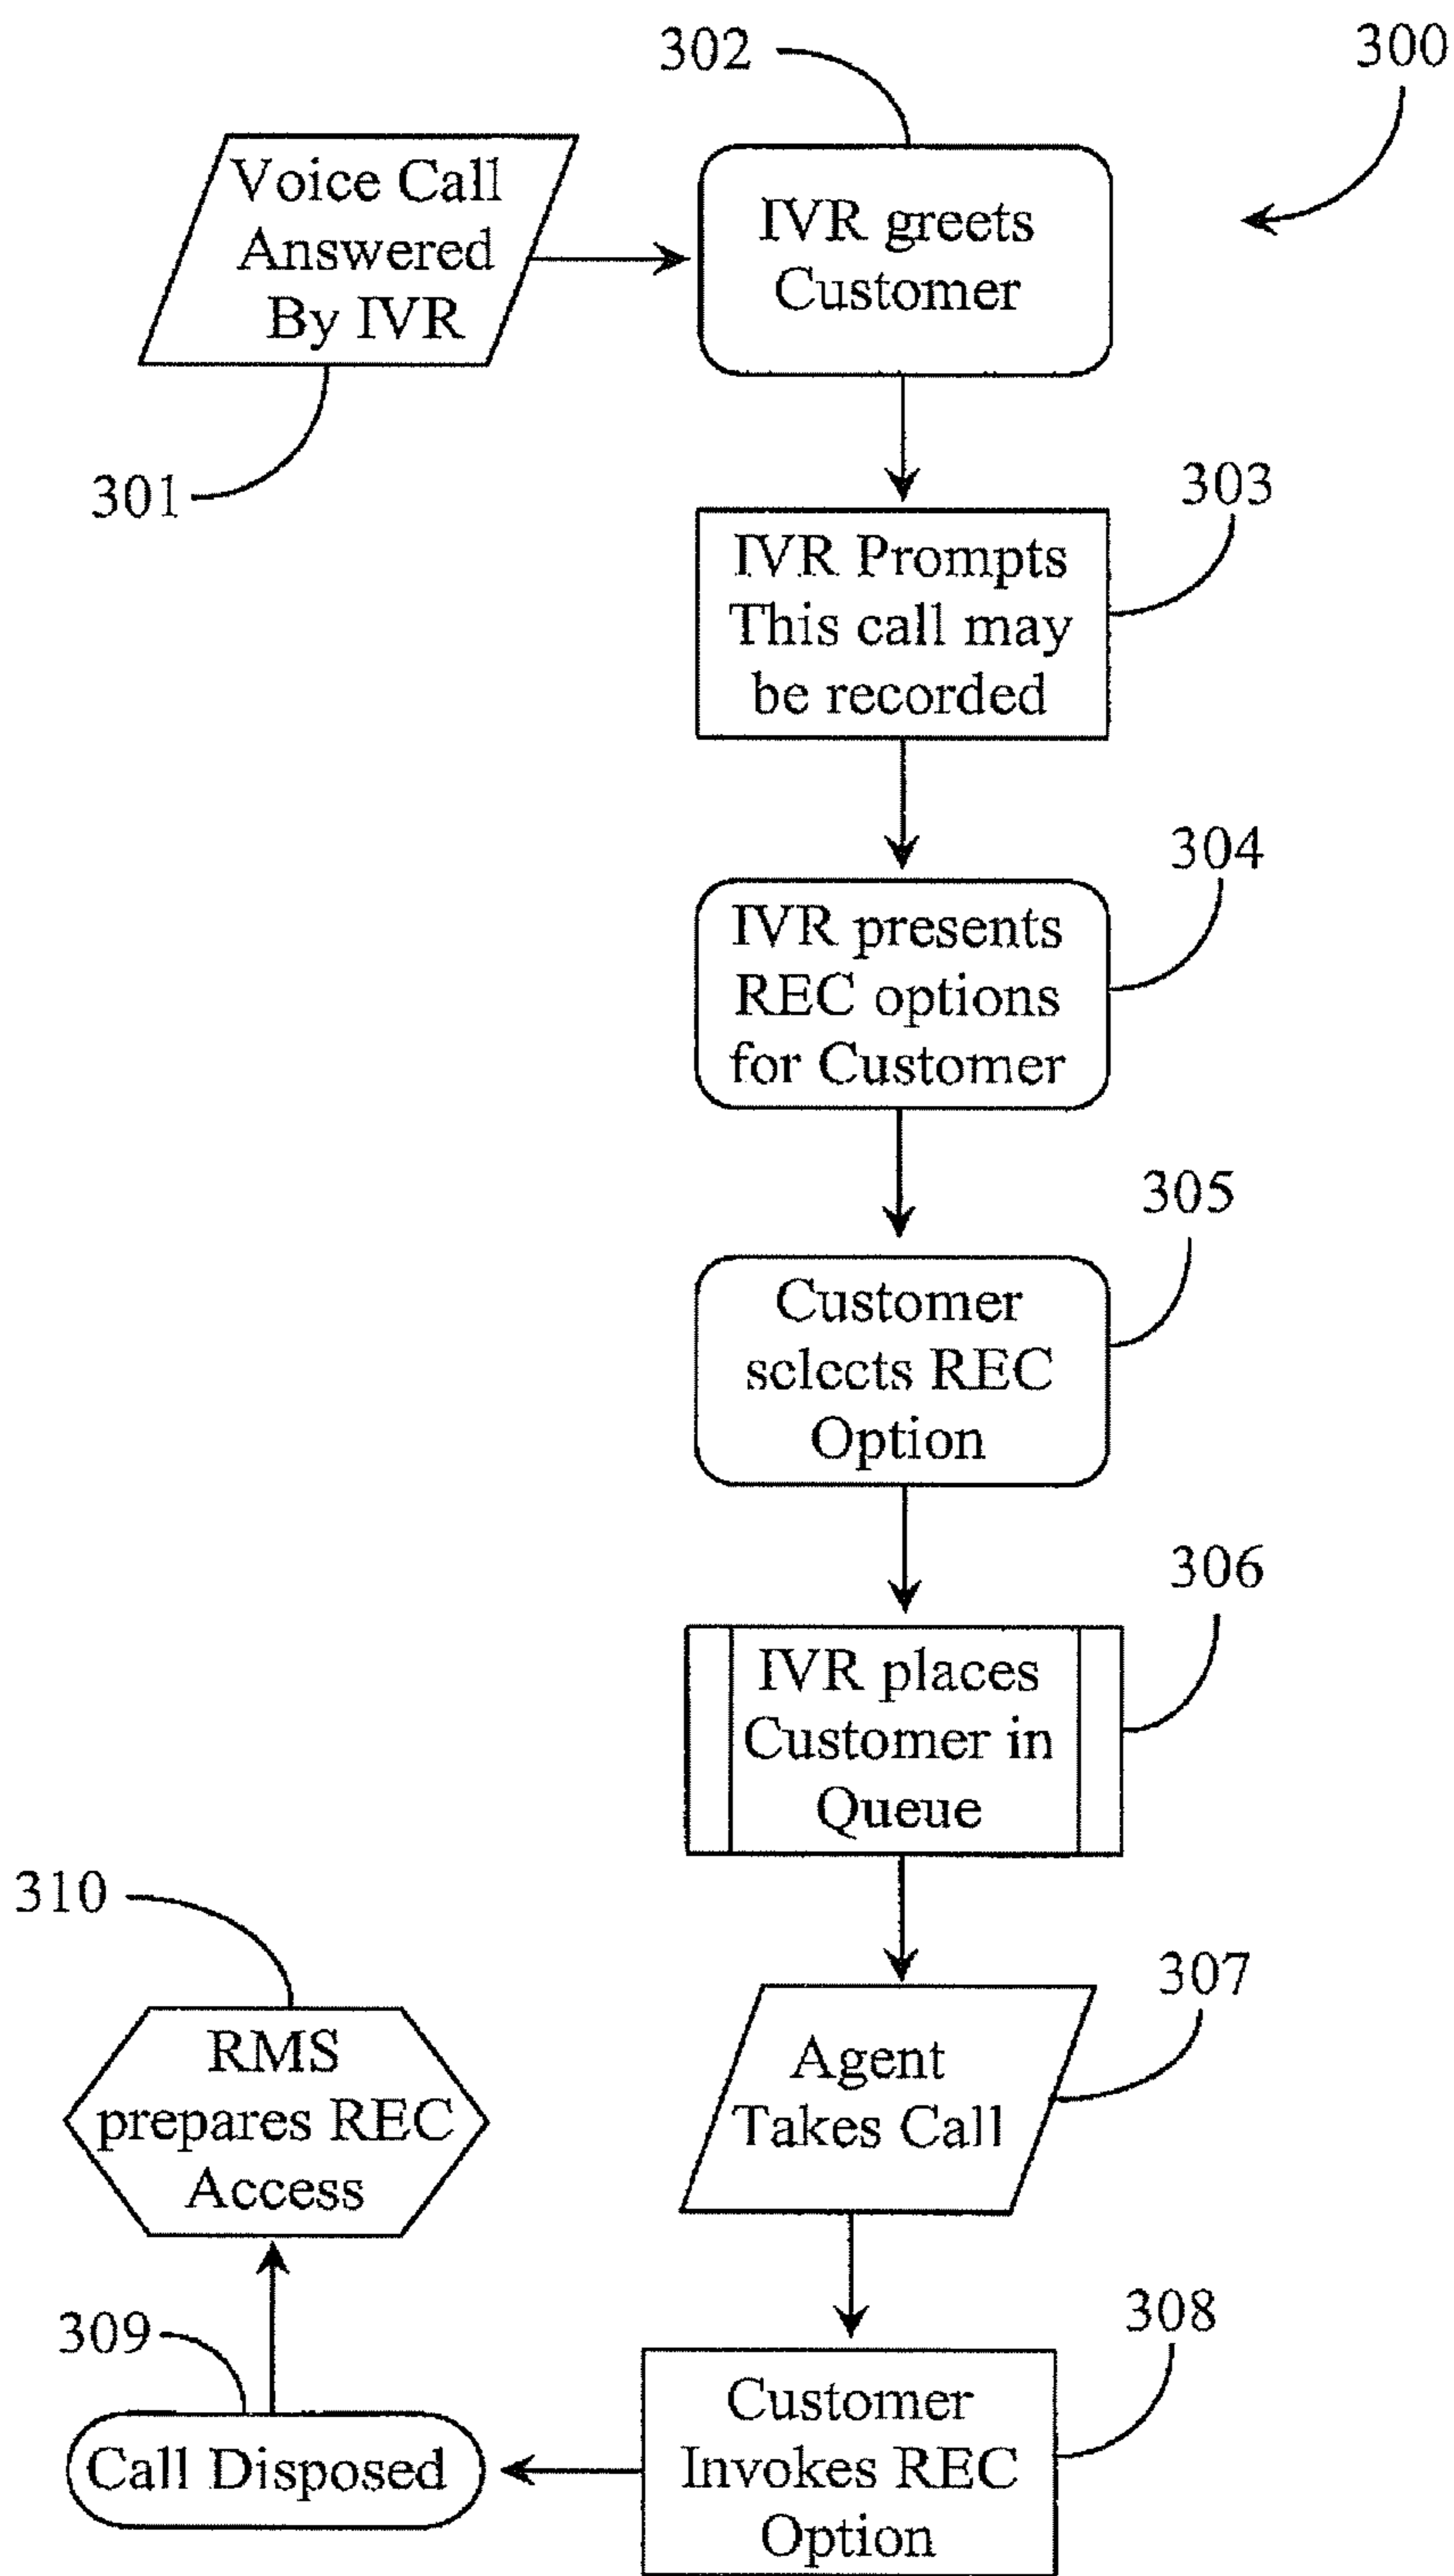 302
300
Voice Call
Answered
By IVR
IVR greets
Customer
301
303
IVR Prompts
This call may
be recorded
304
IVR presents
REC options
for Customer
305
Customer
selects REC
Option
306
IVR places
Customer in
Queue
310
307
RMS
prepares REC
Access
Agent
Takes Call
309
308
Call Disposed
Customer
Invokes REC
Option